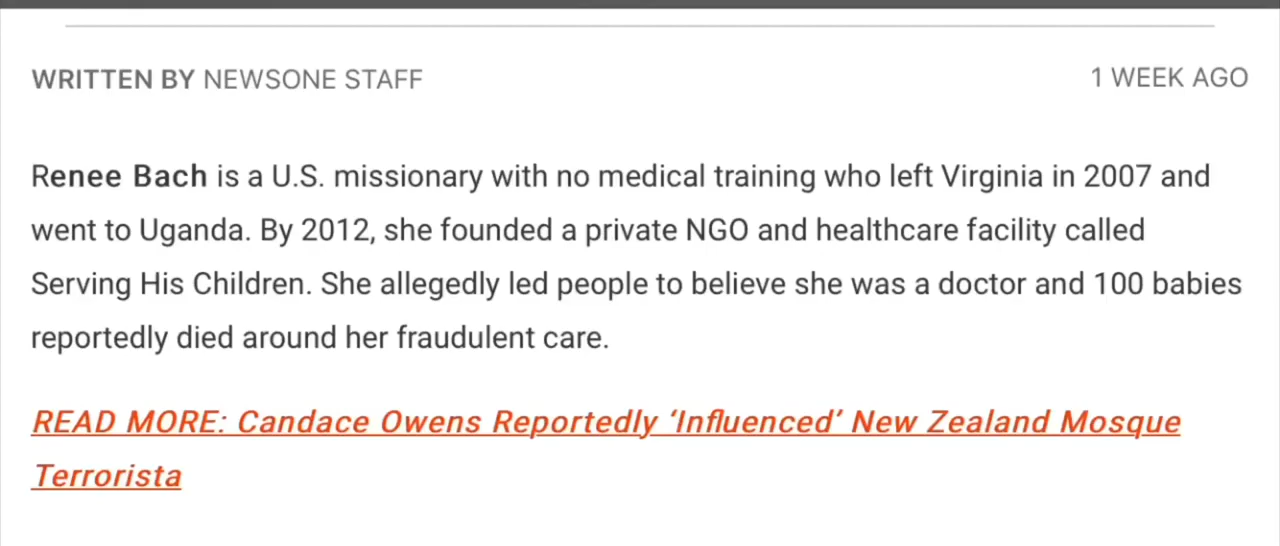 WRITTEN BY NEWSONE STAFF
1 WEEK AGO
Renee Bach is a U.S. missionary with no medical training who left Virginia in 2007 and
went to Uganda. By 2012, she founded a private NGO and healthcare facility called
Serving His Children. She allegedly led people to believe she was a doctor and 100 babies
reportedly died around her fraudulent care.
READ MORE: Candace Owens Reportedly ‘Influenced’ New Zealand Mosque
Terrorista